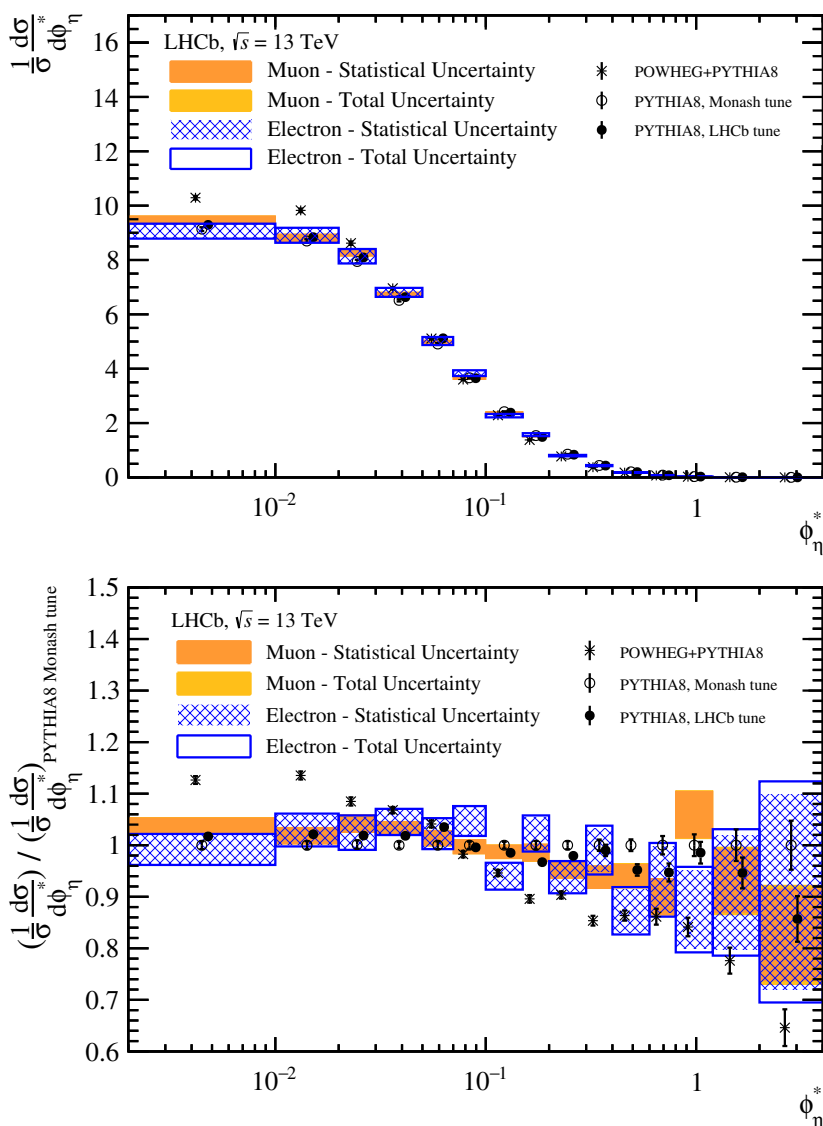 1/σ dσ/dϕ*η
LHCb, √s = 13 TeV
Muon - Statistical Uncertainty
Muon - Total Uncertainty
Electron - Statistical Uncertainty
Electron - Total Uncertainty
POWHEG+PYTHIA8
PYTHIA8, Monash tune
PYTHIA8, LHCb tune
16
14
12
10
8
6
4
2
0
10⁻² 10⁻¹ 1
ϕ*η
(1/σ dσ/dϕ*η) / (1/σ dσ/dϕ*η) PYTHIA8 Monash tune
LHCb, √s = 13 TeV
Muon - Statistical Uncertainty
Muon - Total Uncertainty
Electron - Statistical Uncertainty
Electron - Total Uncertainty
POWHEG+PYTHIA8
PYTHIA8, Monash tune
PYTHIA8, LHCb tune
1.5
1.4
1.3
1.2
1.1
1.0
0.9
0.8
0.7
0.6
10⁻² 10⁻¹ 1
ϕ*η